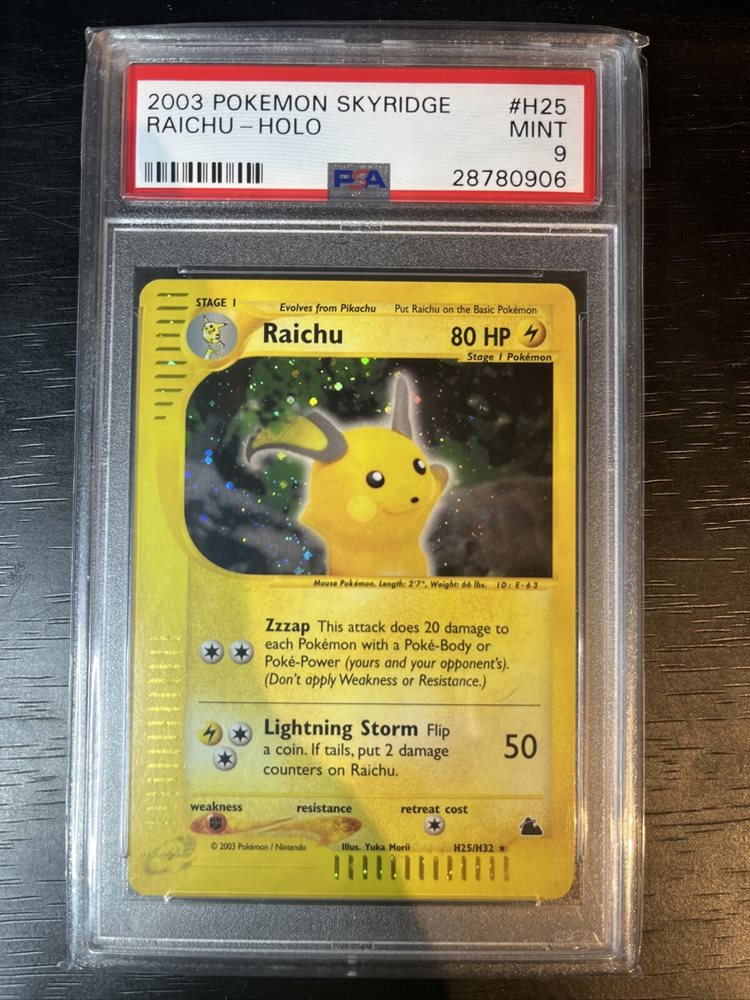 2003 POKEMON SKYRIDGE #H25
RAICHU - HOLO MINT
9
PSA 28780906
STAGE 1 Evolves from Pikachu Put Raichu on the Basic Pokémon
Raichu 80 HP
Stage 1 Pokémon
Mouse Pokémon. Length: 2'7", Weight: 66 lbs. ID: E-63
Zzzap This attack does 20 damage to
each Pokémon with a Poké-Body or
Poké-Power (yours and your opponent's).
(Don't apply Weakness or Resistance.)
Lightning Storm Flip
a coin. If tails, put 2 damage
counters on Raichu.
50
weakness resistance retreat cost
© 2003 Pokémon / Nintendo Illus. Yuka Morii H25/H32 ★